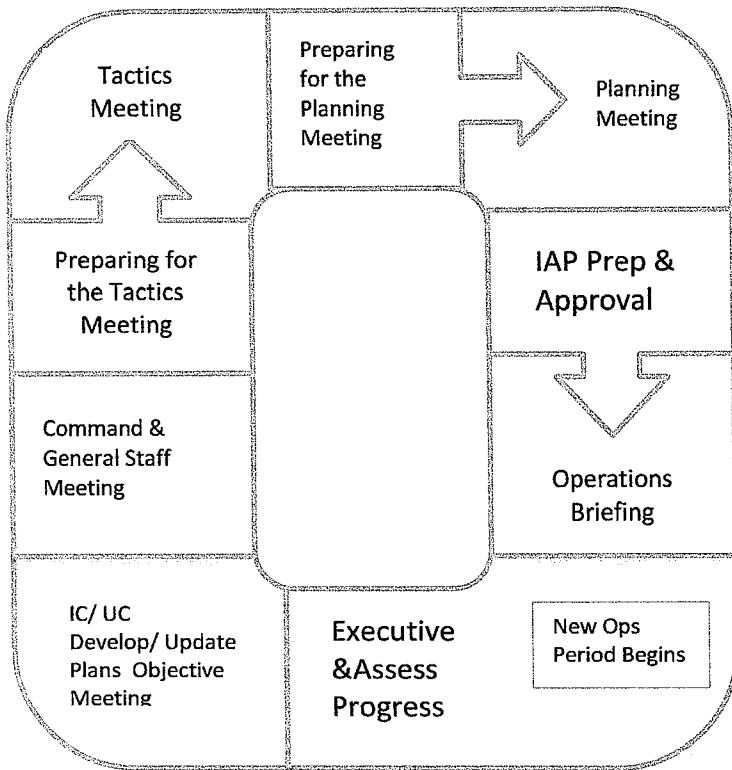 Tactics
Meeting
Preparing
for the
Planning
Meeting
Planning
Meeting
Preparing for
the Tactics
Meeting
IAP Prep &
Approval
Command &
General Staff
Meeting
Operations
Briefing
IC/ UC
Develop/ Update
Plans Objective
Meeting
Executive
&Assess
Progress
New Ops
Period Begins